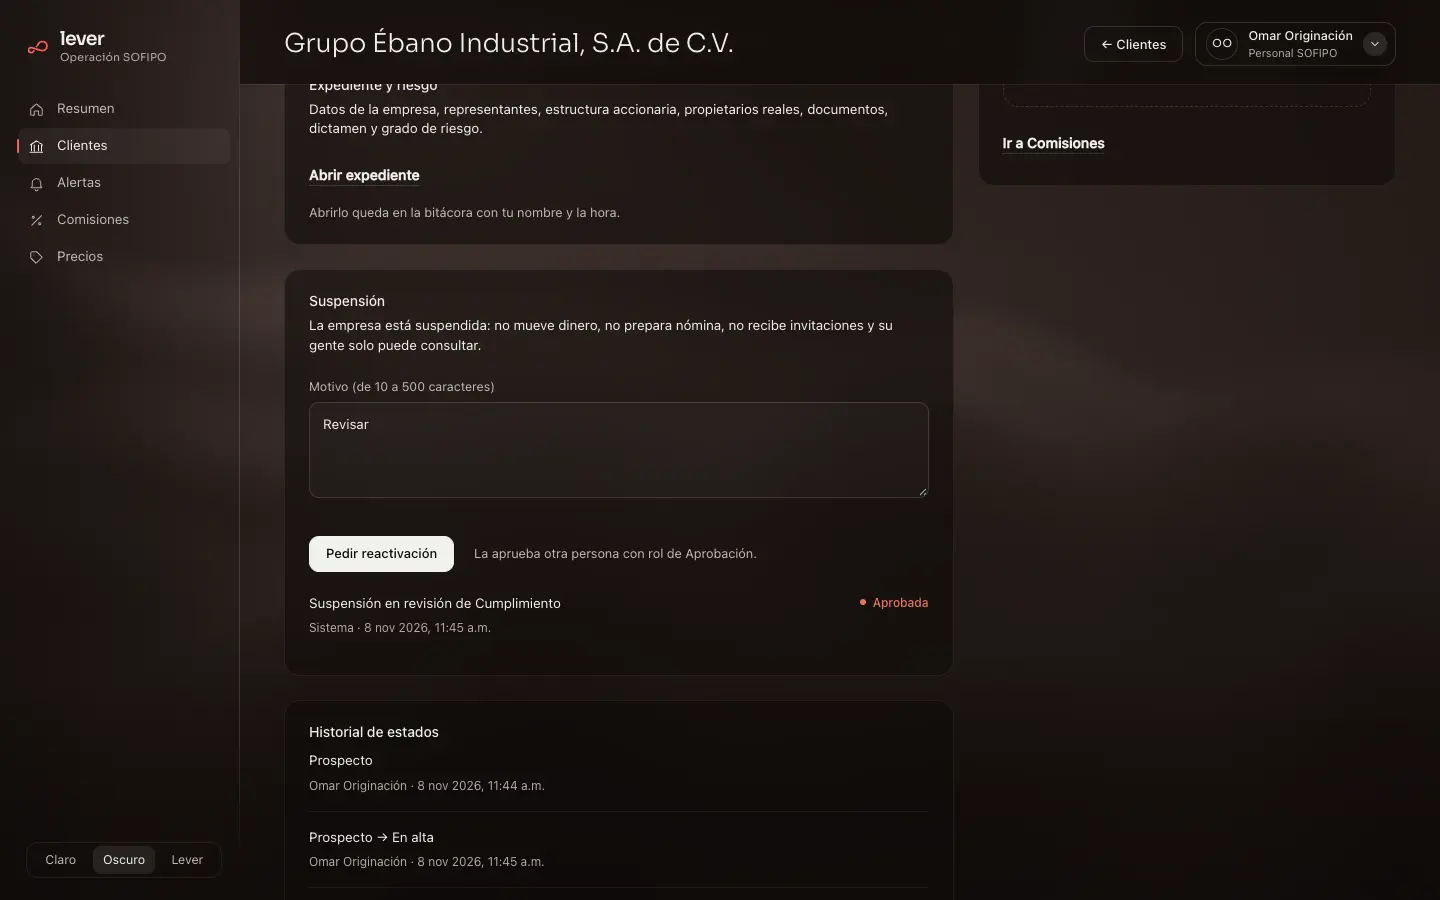 lever
Operación SOFIPO
Resumen
Clientes
Alertas
Comisiones
Precios
Claro
Oscuro
Lever
Grupo Ébano Industrial, S.A. de C.V.
← Clientes
OO
Omar Originación
Personal SOFIPO
Expediente y riesgo
Datos de la empresa, representantes, estructura accionaria, propietarios reales, documentos,
dictamen y grado de riesgo.
Abrir expediente
Abrirlo queda en la bitácora con tu nombre y la hora.
Ir a Comisiones
Suspensión
La empresa está suspendida: no mueve dinero, no prepara nómina, no recibe invitaciones y su
gente solo puede consultar.
Motivo (de 10 a 500 caracteres)
Revisar
Pedir reactivación
La aprueba otra persona con rol de Aprobación.
Suspensión en revisión de Cumplimiento
Aprobada
Sistema · 8 nov 2026, 11:45 a.m.
Historial de estados
Prospecto
Omar Originación · 8 nov 2026, 11:44 a.m.
Prospecto → En alta
Omar Originación · 8 nov 2026, 11:45 a.m.